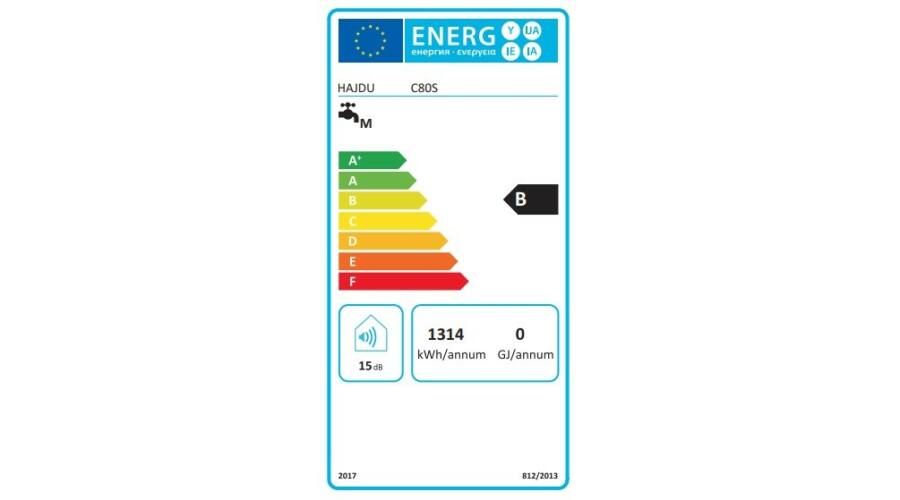 ENERG Y UA
енергия · ενεργεια IE IA
HAJDU C80S
M
A+
A
B
B
C
D
E
F
1314 0
kWh/annum GJ/annum
15 dB
2017 812/2013